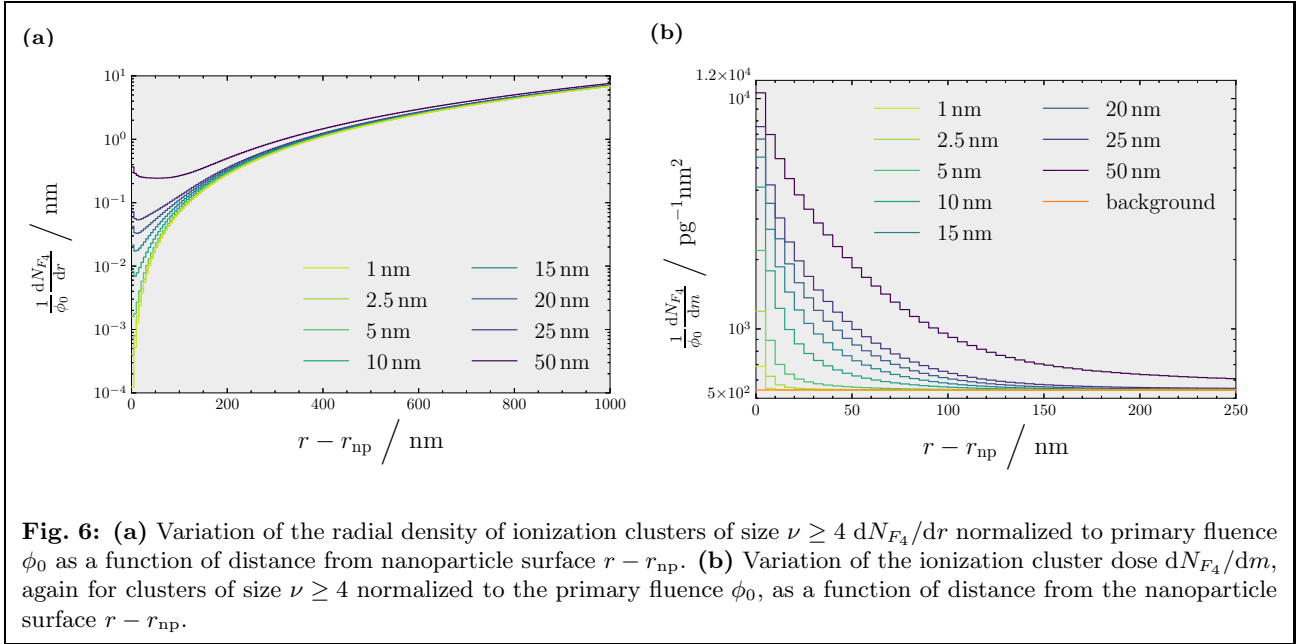 (a)
10^1
10^0
10^−1
10^−2
10^−3
10^−4
1/ϕ0 dN_F4/dr / nm
1 nm
2.5 nm
5 nm
10 nm
15 nm
20 nm
25 nm
50 nm
0 200 400 600 800 1000
r − r_np / nm
(b)
1.2×10^4
10^4
10^3
5×10^2
1/ϕ0 dN_F4/dm / pg^−1nm^2
1 nm
2.5 nm
5 nm
10 nm
15 nm
20 nm
25 nm
50 nm
background
0 50 100 150 200 250
r − r_np / nm
Fig. 6: (a) Variation of the radial density of ionization clusters of size ν ≥ 4 dN_F4/dr normalized to primary fluence
ϕ0 as a function of distance from nanoparticle surface r − r_np. (b) Variation of the ionization cluster dose dN_F4/dm,
again for clusters of size ν ≥ 4 normalized to the primary fluence ϕ0, as a function of distance from the nanoparticle
surface r − r_np.